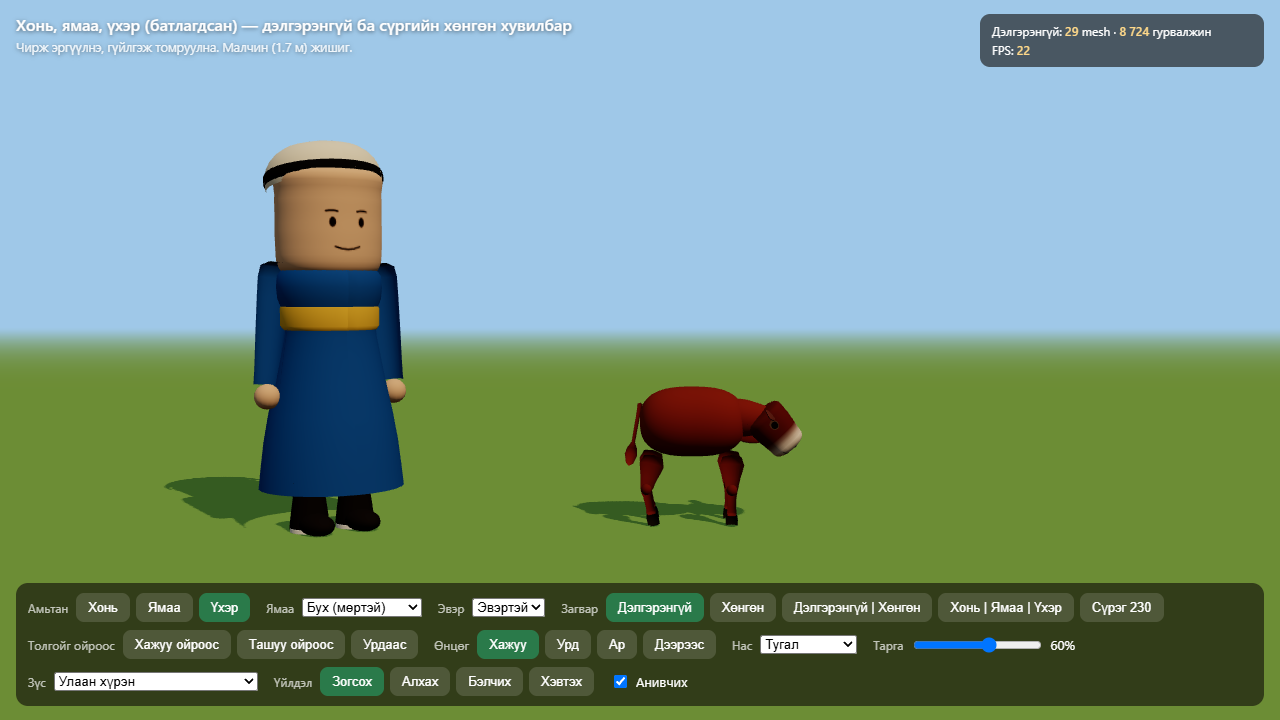 Хонь, ямаа, үхэр (батлагдсан) — дэлгэрэнгүй ба сүргийн хөнгөн хувилбар
Чирж эргүүлнэ, гүйлгэж томруулна. Малчин (1.7 м) жишиг.
Дэлгэрэнгүй: 29 mesh · 8 724 гурвалжин
FPS: 22
Амьтан Хонь Ямаа Үхэр Ямаа Бух (мөртэй) Эвэр Эвэртэй Загвар Дэлгэрэнгүй Хөнгөн Дэлгэрэнгүй | Хөнгөн Хонь | Ямаа | Үхэр Сүрэг 230
Толгойг ойроос Хажуу ойроос Ташуу ойроос Урдаас Өнцөг Хажуу Урд Ар Дээрээс Нас Тугал Тарга 60%
Зүс Улаан хүрэн Үйлдэл Зогсох Алхах Бэлчих Хэвтэх Анивчих